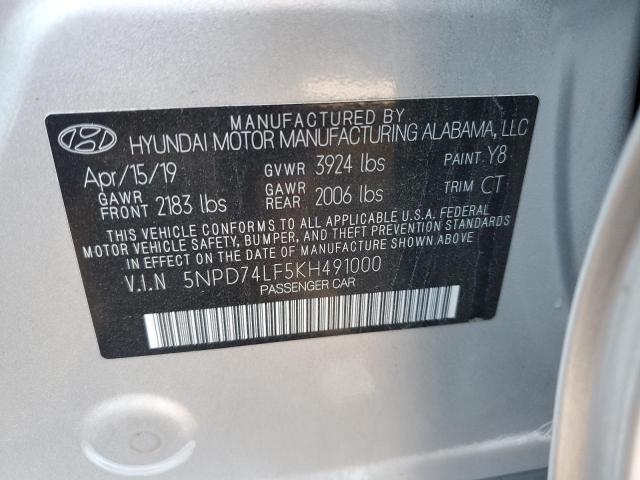 MANUFACTURED BY
HYUNDAI MOTOR MANUFACTURING ALABAMA, LLC
Apr/15/19 GVWR 3924 lbs PAINT Y8
GAWR FRONT 2183 lbs GAWR REAR 2006 lbs TRIM CT
THIS VEHICLE CONFORMS TO ALL APPLICABLE U.S.A. FEDERAL
MOTOR VEHICLE SAFETY, BUMPER, AND THEFT PREVENTION STANDARDS
IN EFFECT ON THE DATE OF MANUFACTURE SHOWN ABOVE.
V.I.N 5NPD74LF5KH491000
PASSENGER CAR